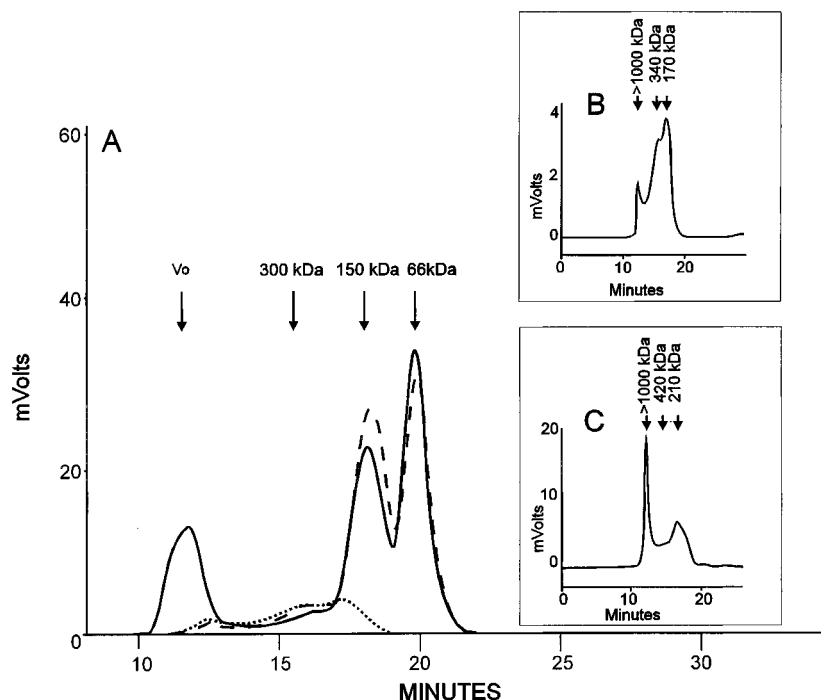 A
60
40
20
0
mVolts
Vo
300 kDa
150 kDa
66kDa
10
15
20
25
30
MINUTES
B
>1000 kDa
340 kDa
170 kDa
4
2
0
mVolts
0
10
20
Minutes
C
>1000 kDa
420 kDa
210 kDa
20
10
0
mVolts
0
10
20
Minutes